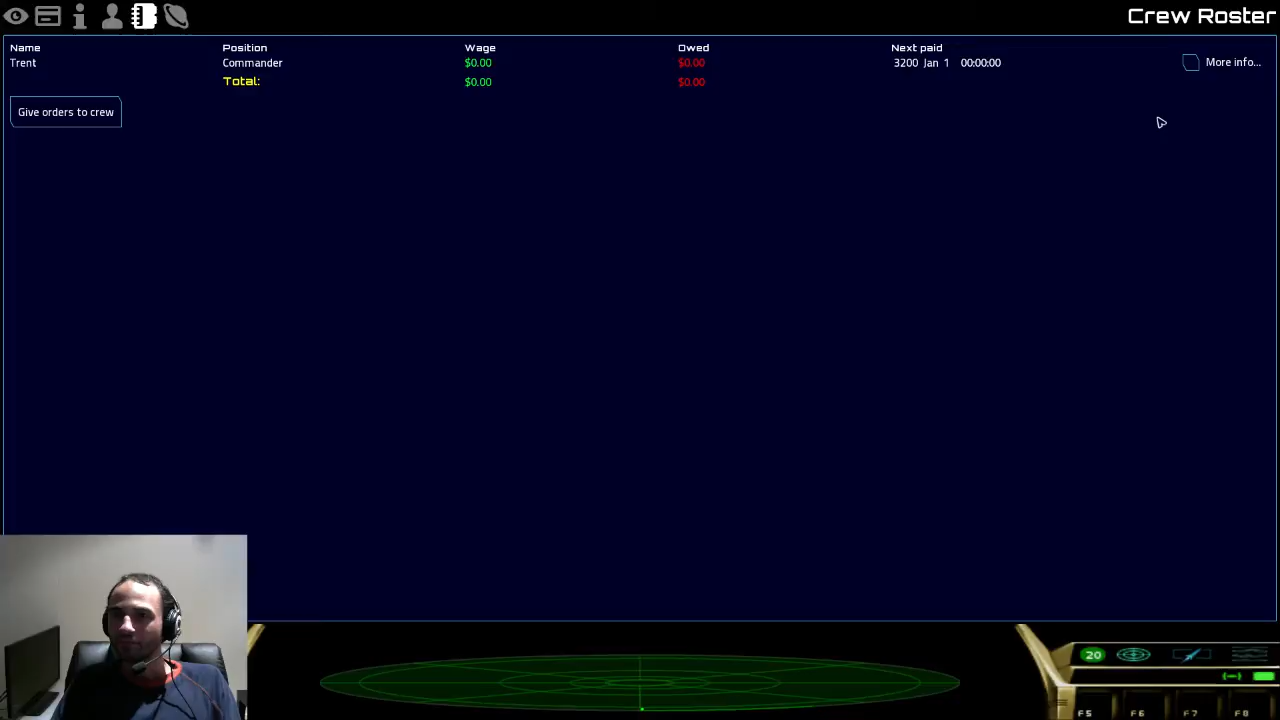 Crew Roster
Name Position Wage Owed Next paid
Trent Commander $0.00 $0.00 3200 Jan 1 00:00:00 More info...
Total: $0.00 $0.00
Give orders to crew
20
F5 F6 F7 F8